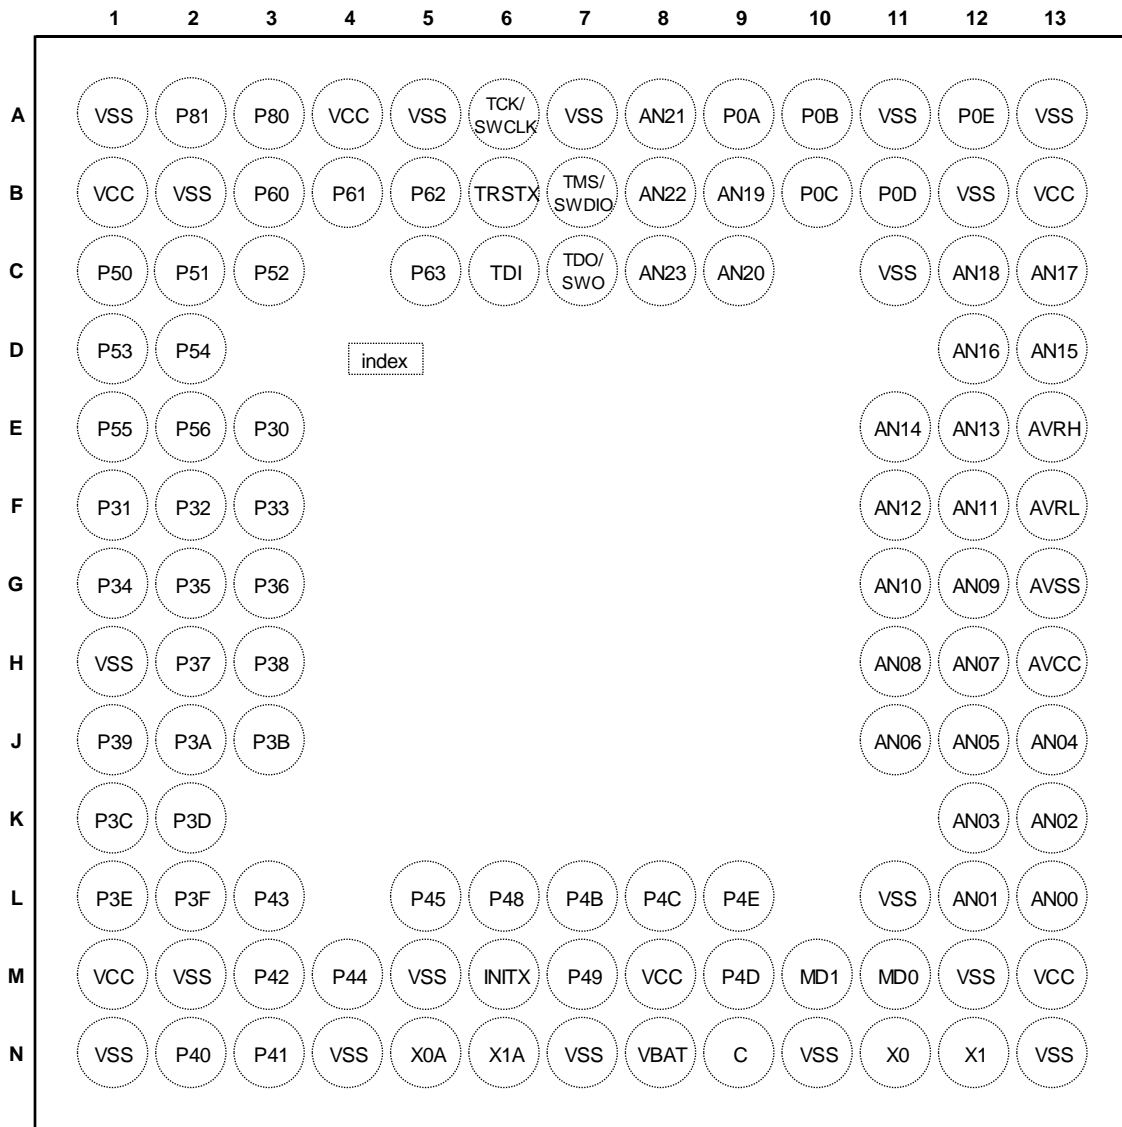 1 2 3 4 5 6 7 8 9 10 11 12 13
A VSS P81 P80 VCC VSS TCK/ SWCLK VSS AN21 P0A P0B VSS P0E VSS
B VCC VSS P60 P61 P62 TRSTX TMS/ SWDIO AN22 AN19 P0C P0D VSS VCC
C P50 P51 P52 P63 TDI TDO/ SWO AN23 AN20 VSS AN18 AN17
D P53 P54 index AN16 AN15
E P55 P56 P30 AN14 AN13 AVRH
F P31 P32 P33 AN12 AN11 AVRL
G P34 P35 P36 AN10 AN09 AVSS
H VSS P37 P38 AN08 AN07 AVCC
J P39 P3A P3B AN06 AN05 AN04
K P3C P3D AN03 AN02
L P3E P3F P43 P45 P48 P4B P4C P4E VSS AN01 AN00
M VCC VSS P42 P44 VSS INITX P49 VCC P4D MD1 MD0 VSS VCC
N VSS P40 P41 VSS X0A X1A VSS VBAT C VSS X0 X1 VSS